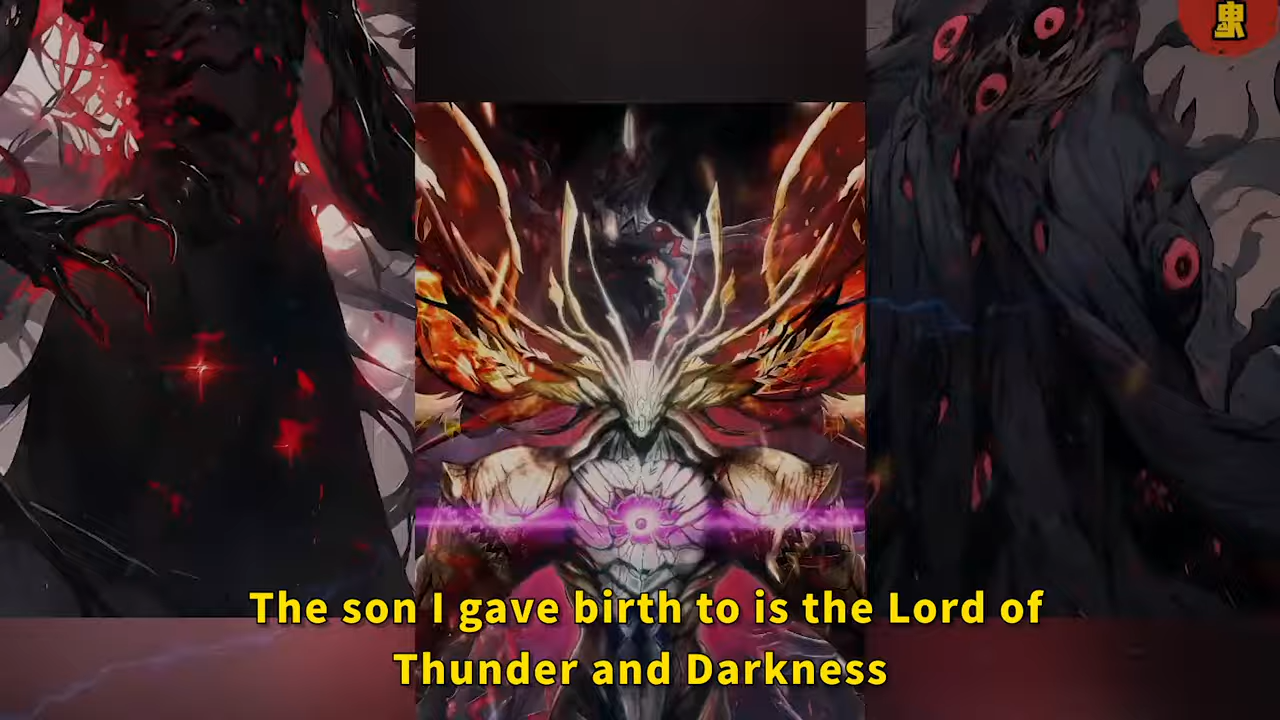 The son I gave birth to is the Lord of
Thunder and Darkness